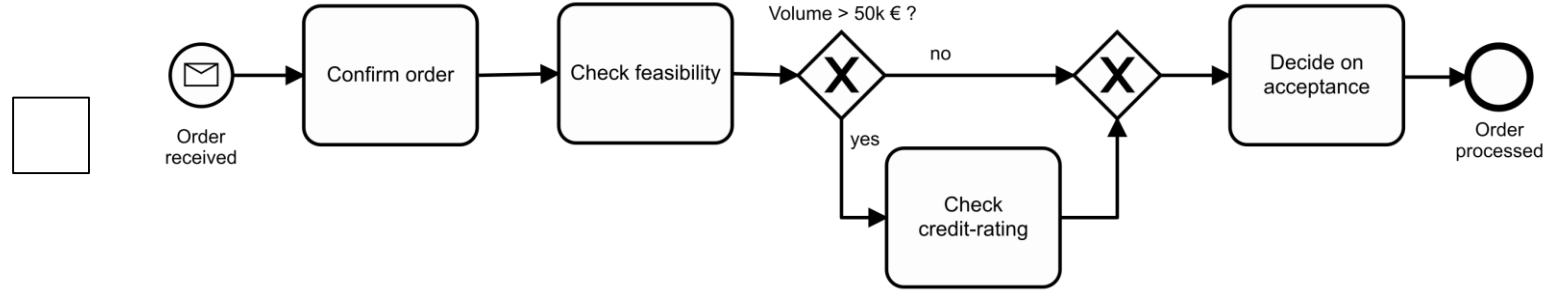 Order
received
Confirm order
Check feasibility
Volume > 50k € ?
no
yes
Check
credit-rating
Decide on
acceptance
Order
processed